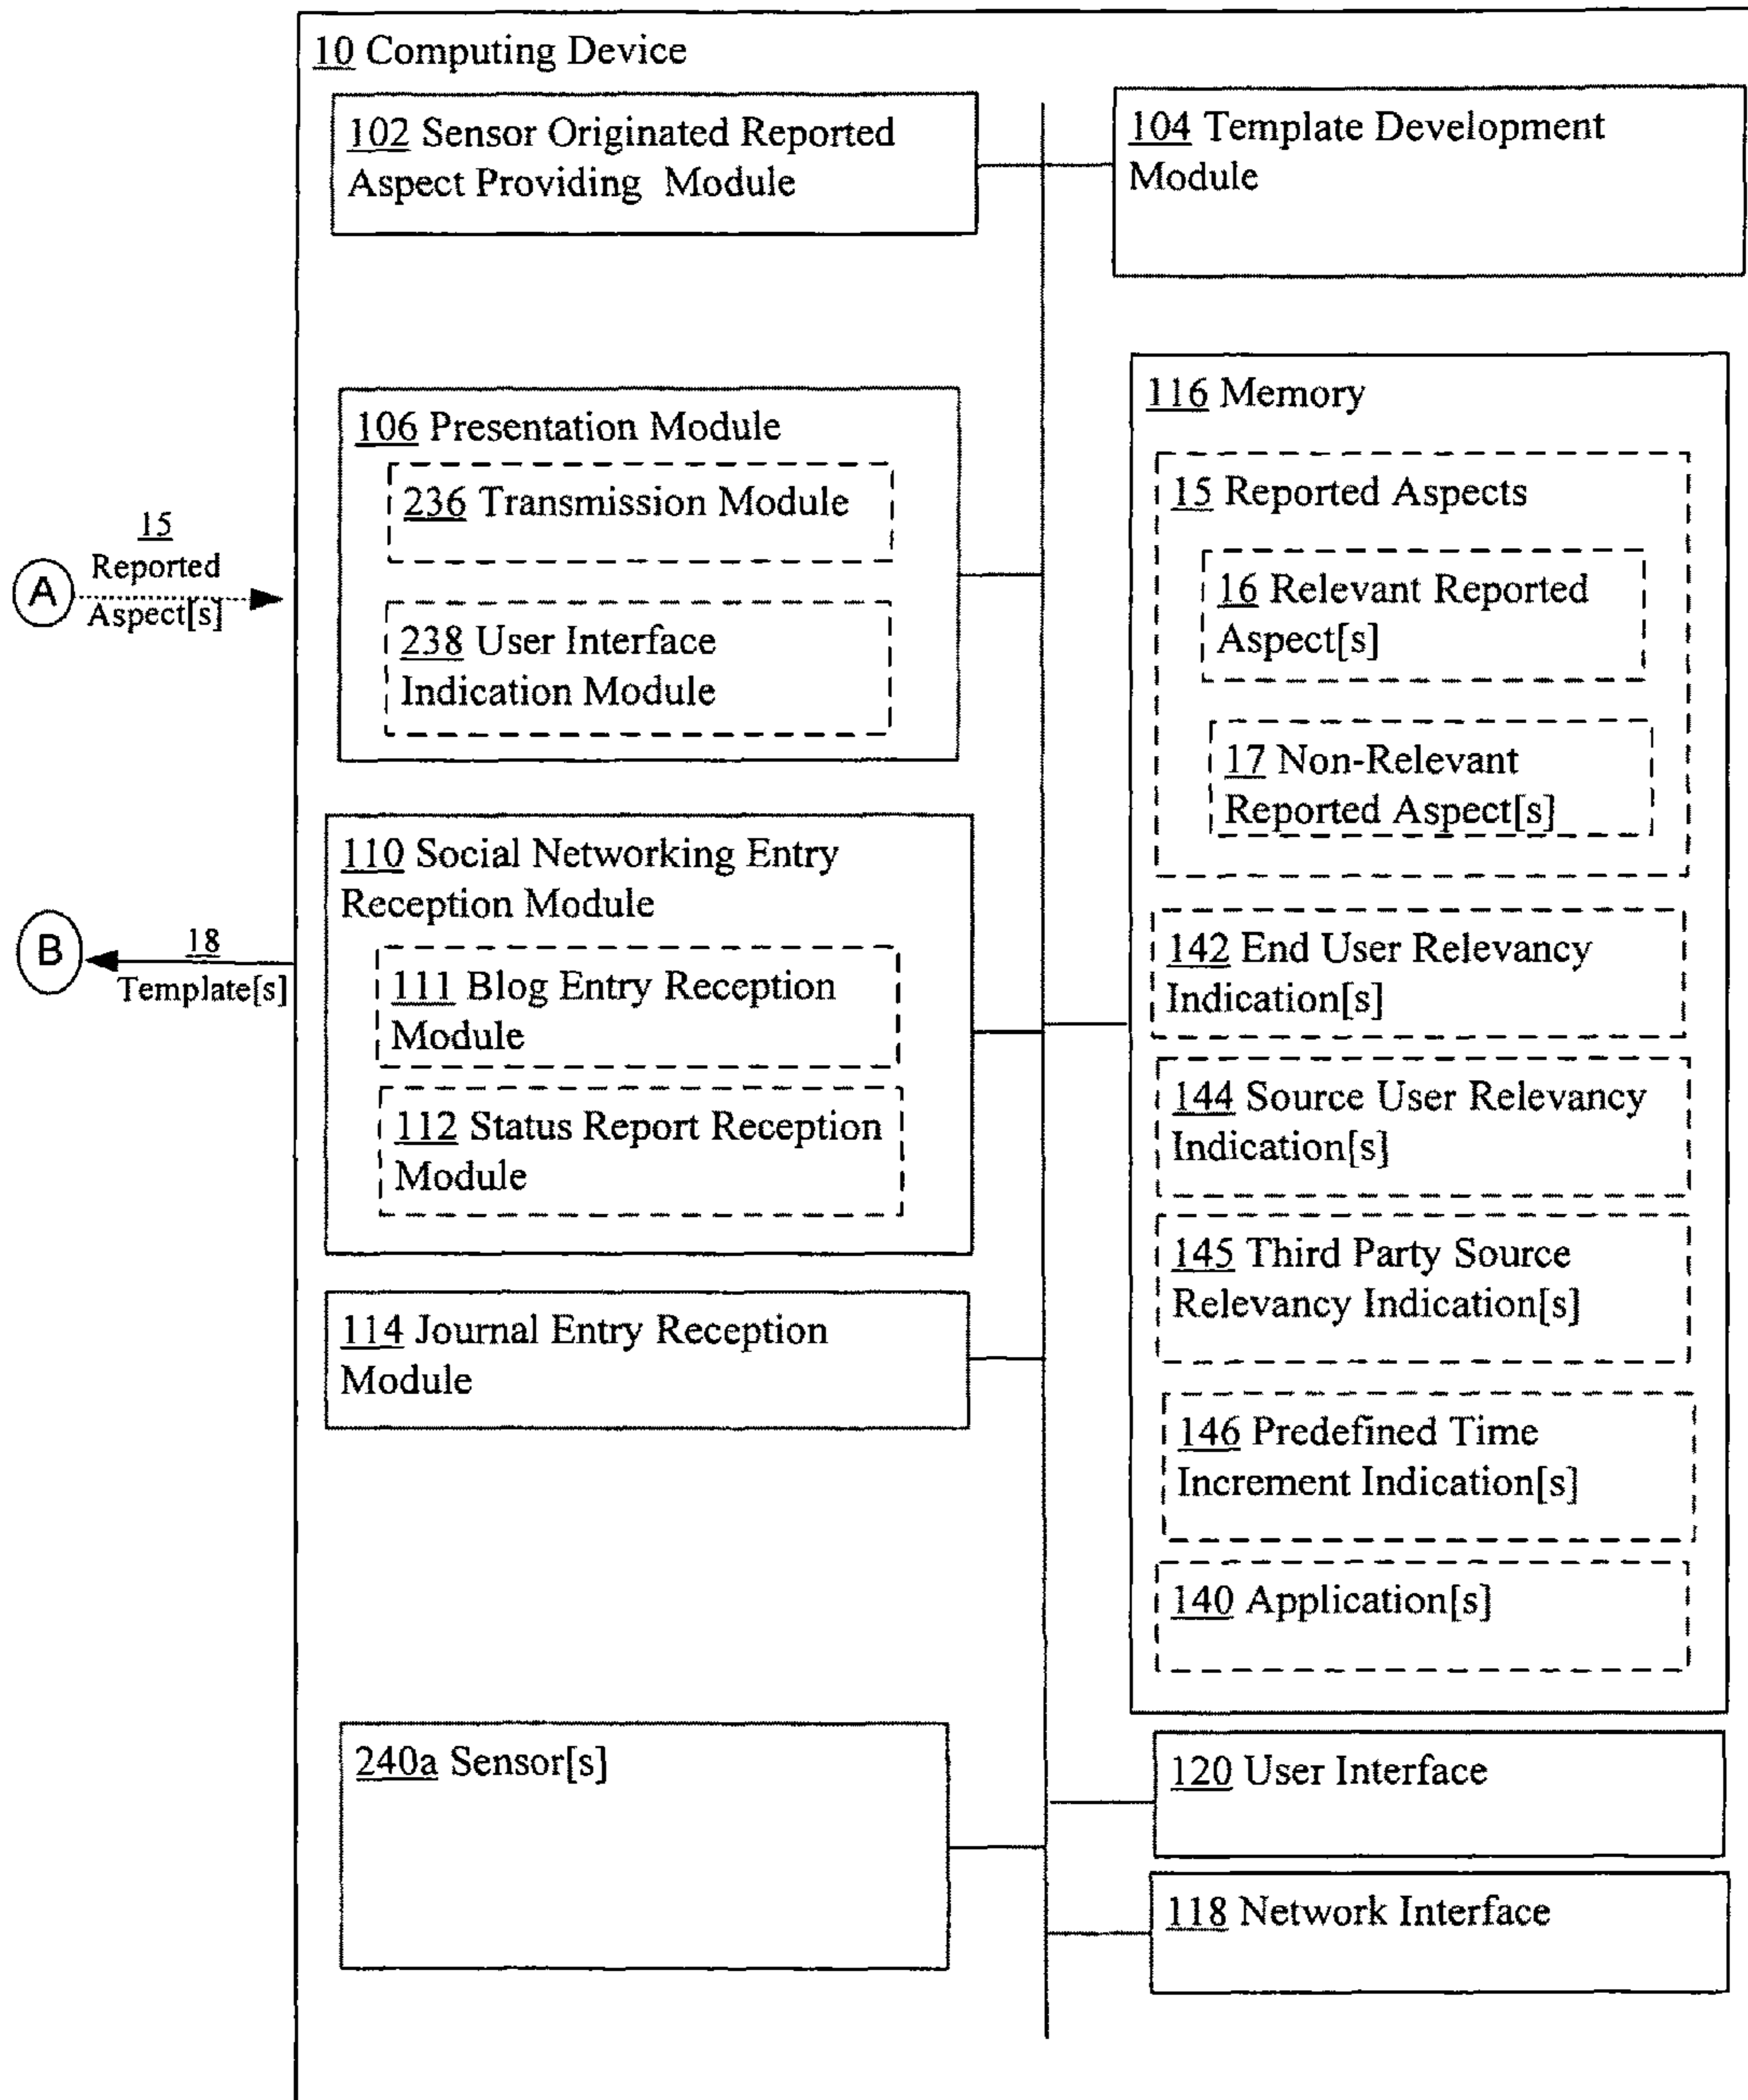 10 Computing Device
102 Sensor Originated Reported
Aspect Providing Module
104 Template Development
Module
106 Presentation Module
236 Transmission Module
238 User Interface
Indication Module
15
Reported
A
Aspect[s]
110 Social Networking Entry
Reception Module
111 Blog Entry Reception
Module
112 Status Report Reception
Module
B
18
Template[s]
114 Journal Entry Reception
Module
240a Sensor[s]
116 Memory
15 Reported Aspects
16 Relevant Reported
Aspect[s]
17 Non-Relevant
Reported Aspect[s]
142 End User Relevancy
Indication[s]
144 Source User Relevancy
Indication[s]
145 Third Party Source
Relevancy Indication[s]
146 Predefined Time
Increment Indication[s]
140 Application[s]
120 User Interface
118 Network Interface